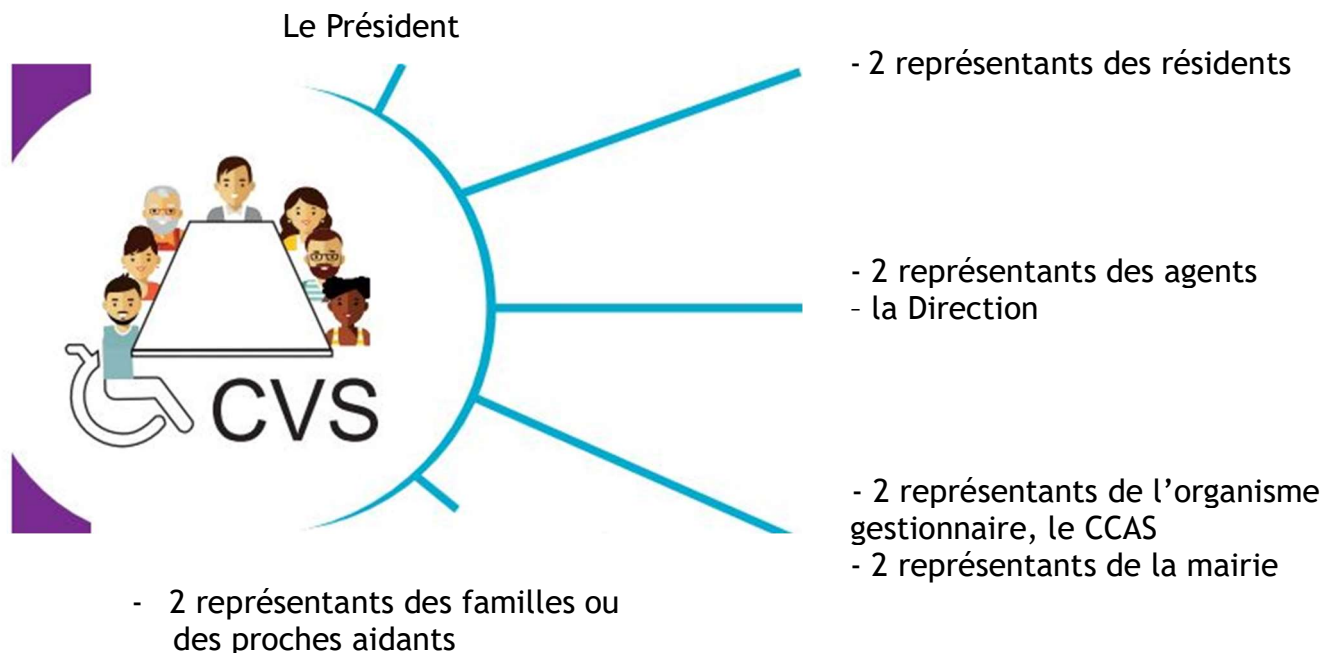 Le Président
- 2 représentants des résidents
- 2 représentants des agents
– la Direction
CVS
- 2 représentants de l’organisme
gestionnaire, le CCAS
- 2 représentants de la mairie
- 2 représentants des familles ou
des proches aidants